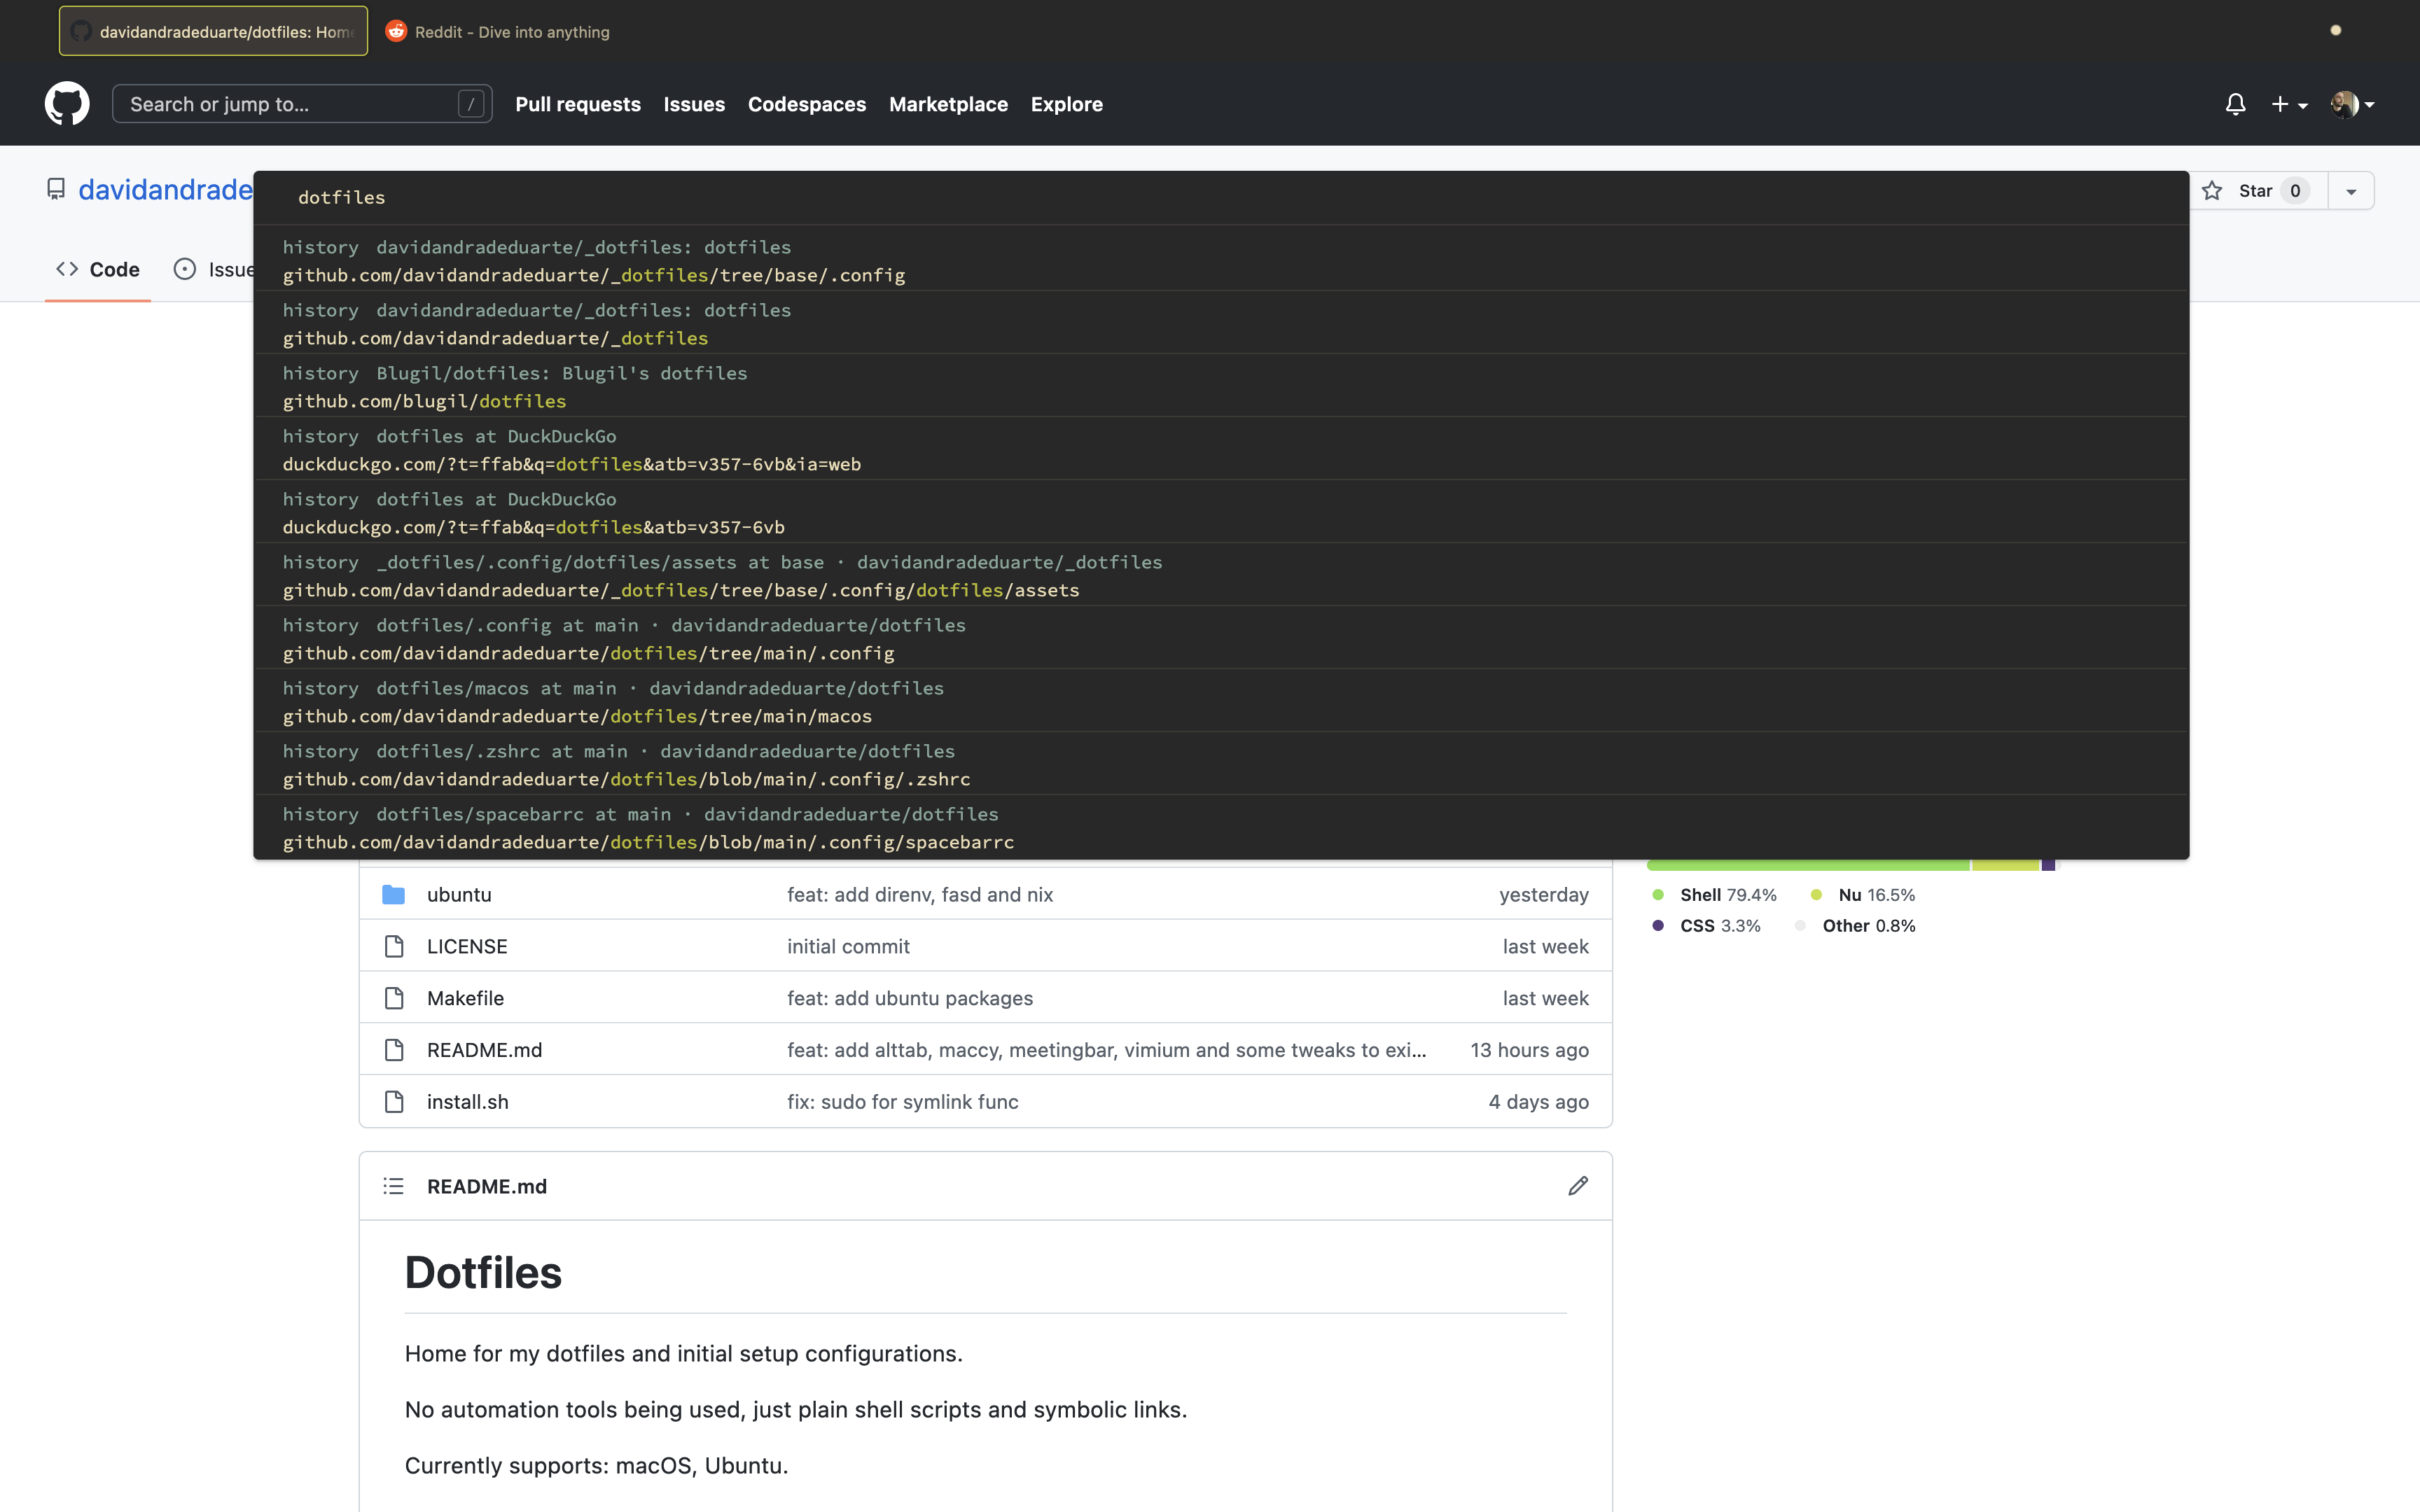 davidandradeduarte/dotfiles: Hom
Reddit - Dive into anything
Search or jump to...
/
Pull requests
Issues
Codespaces
Marketplace
Explore
davidandrade
Star 0
dotfiles
Code
Issue
history davidandradeduarte/_dotfiles: dotfiles
github.com/davidandradeduarte/_dotfiles/tree/base/.config
history davidandradeduarte/_dotfiles: dotfiles
github.com/davidandradeduarte/_dotfiles
history Blugil/dotfiles: Blugil's dotfiles
github.com/blugil/dotfiles
history dotfiles at DuckDuckGo
duckduckgo.com/?t=ffab&q=dotfiles&atb=v357-6vb&ia=web
history dotfiles at DuckDuckGo
duckduckgo.com/?t=ffab&q=dotfiles&atb=v357-6vb
history _dotfiles/.config/dotfiles/assets at base · davidandradeduarte/_dotfiles
github.com/davidandradeduarte/_dotfiles/tree/base/.config/dotfiles/assets
history dotfiles/.config at main · davidandradeduarte/dotfiles
github.com/davidandradeduarte/dotfiles/tree/main/.config
history dotfiles/macos at main · davidandradeduarte/dotfiles
github.com/davidandradeduarte/dotfiles/tree/main/macos
history dotfiles/.zshrc at main · davidandradeduarte/dotfiles
github.com/davidandradeduarte/dotfiles/blob/main/.config/.zshrc
history dotfiles/spacebarrc at main · davidandradeduarte/dotfiles
github.com/davidandradeduarte/dotfiles/blob/main/.config/spacebarrc
ubuntu feat: add direnv, fasd and nix yesterday
LICENSE initial commit last week
Makefile feat: add ubuntu packages last week
README.md feat: add alttab, maccy, meetingbar, vimium and some tweaks to exi... 13 hours ago
install.sh fix: sudo for symlink func 4 days ago
Shell 79.4% Nu 16.5%
CSS 3.3% Other 0.8%
README.md
Dotfiles
Home for my dotfiles and initial setup configurations.
No automation tools being used, just plain shell scripts and symbolic links.
Currently supports: macOS, Ubuntu.